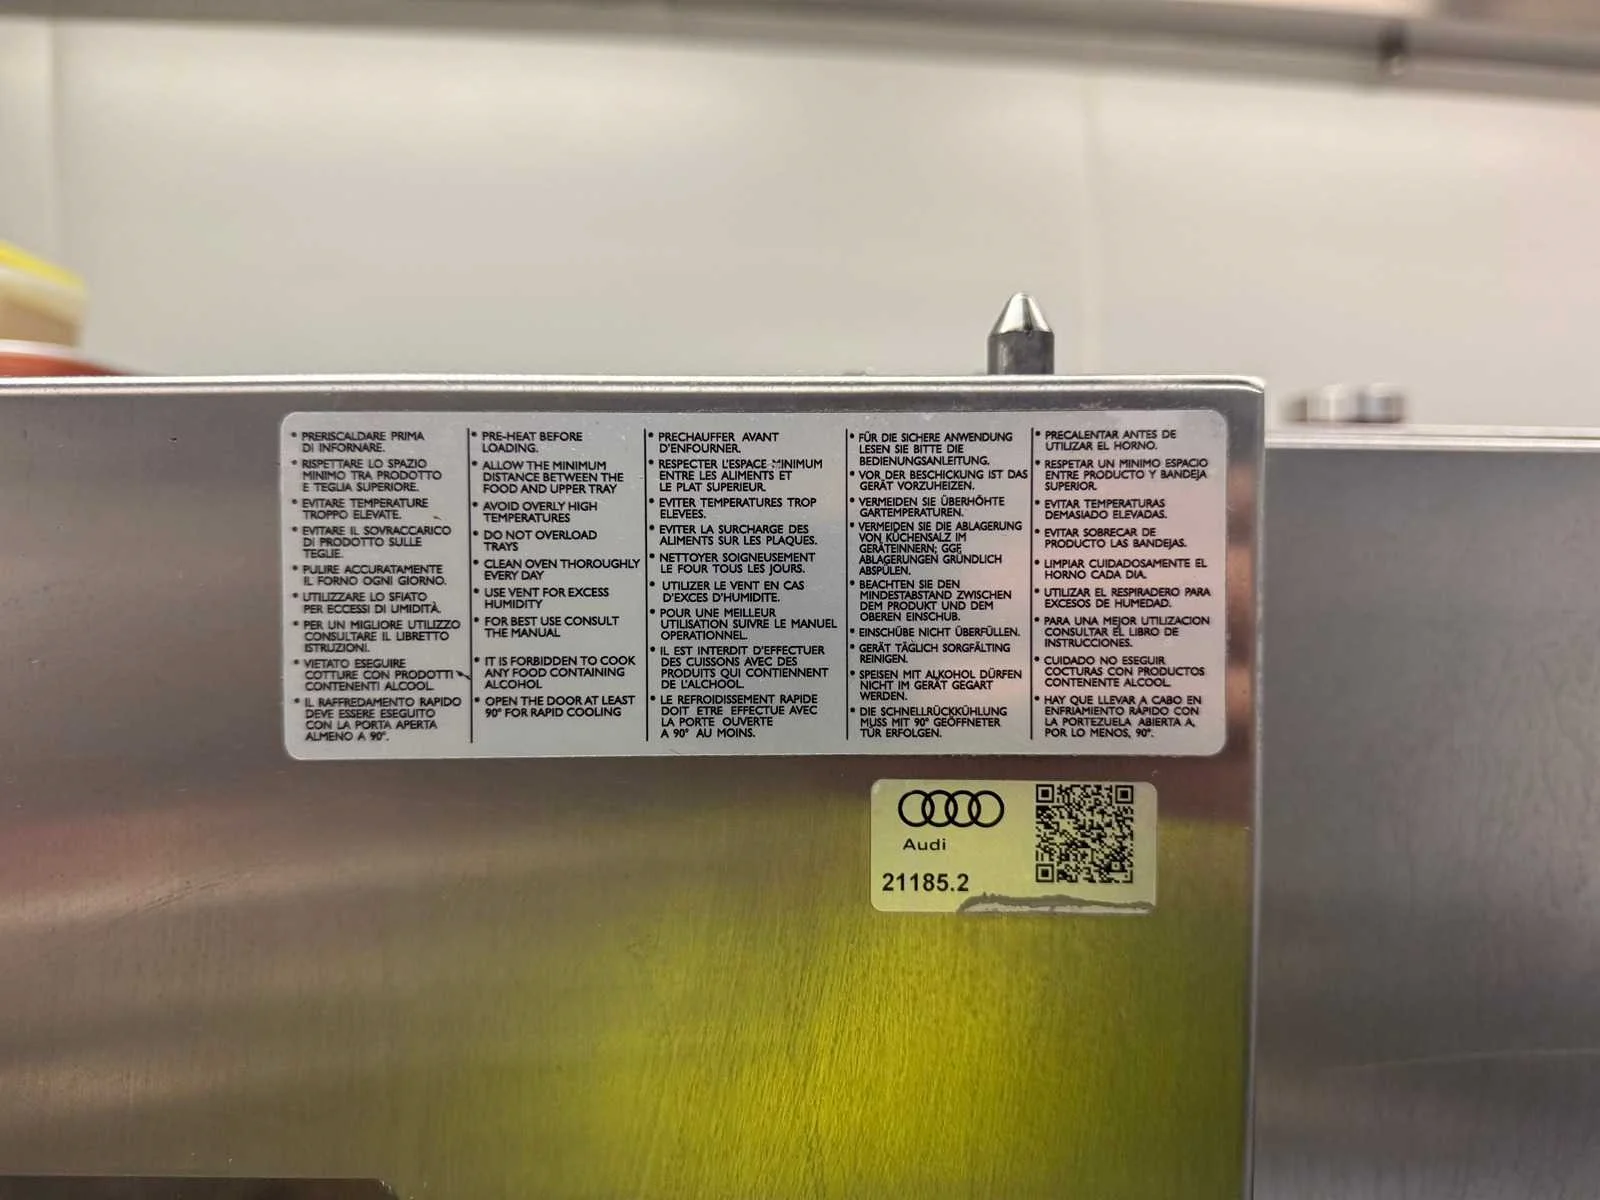 • PRERISCALDARE PRIMA
DI INFORNARE.
• RISPETTARE LO SPAZIO
MINIMO TRA PRODOTTO
E TEGLIA SUPERIORE.
• EVITARE TEMPERATURE
TROPPO ELEVATE.
• EVITARE IL SOVRACCARICO
DI PRODOTTO SULLE
TEGLIE.
• PULIRE ACCURATAMENTE
IL FORNO OGNI GIORNO.
• UTILIZZARE LO SFIATO
PER ECCESSI DI UMIDITÀ.
• PER UN MIGLIORE UTILIZZO
CONSULTARE IL LIBRETTO
ISTRUZIONI.
• VIETATO ESEGUIRE
COTTURE CON PRODOTTI
CONTENENTI ALCOOL.
• IL RAFFREDAMENTO RAPIDO
DEVE ESSERE ESEGUITO
CON LA PORTA APERTA
ALMENO A 90°.
• PRE-HEAT BEFORE
LOADING.
• ALLOW THE MINIMUM
DISTANCE BETWEEN THE
FOOD AND UPPER TRAY
• AVOID OVERLY HIGH
TEMPERATURES
• DO NOT OVERLOAD
TRAYS
• CLEAN OVEN THOROUGHLY
EVERY DAY
• USE VENT FOR EXCESS
HUMIDITY
• FOR BEST USE CONSULT
THE MANUAL
• IT IS FORBIDDEN TO COOK
ANY FOOD CONTAINING
ALCOHOL
• OPEN THE DOOR AT LEAST
90° FOR RAPID COOLING
• PRECHAUFFER AVANT
D'ENFOURNER.
• RESPECTER L'ESPACE MINIMUM
ENTRE LES ALIMENTS ET
LE PLAT SUPERIEUR.
• EVITER TEMPERATURES TROP
ELEVEES.
• EVITER LA SURCHARGE DES
ALIMENTS SUR LES PLAQUES.
• NETTOYER SOIGNEUSEMENT
LE FOUR TOUS LES JOURS.
• UTILIZER LE VENT EN CAS
D'EXCES D'HUMIDITE.
• POUR UNE MEILLEUR
UTILISATION SUIVRE LE MANUEL
OPERATIONNEL.
• IL EST INTERDIT D'EFFECTUER
DES CUISSONS AVEC DES
PRODUITS QUI CONTIENNENT
DE L'ALCHOOL.
• LE REFROIDISSEMENT RAPIDE
DOIT ETRE EFFECTUE AVEC
LA PORTE OUVERTE
A 90° AU MOINS.
• FÜR DIE SICHERE ANWENDUNG
LESEN SIE BITTE DIE
BEDIENUNGSANLEITUNG.
• VOR DER BESCHICKUNG IST DAS
GERÄT VORZUHEIZEN.
• VERMEIDEN SIE ÜBERHÖHTE
GARTEMPERATUREN.
• VERMEIDEN SIE DIE ABLAGERUNG
VON KÜCHENSALZ IM
GERÄTEINNERN; GGF.
ABLAGERUNGEN GRÜNDLICH
ABSPÜLEN.
• BEACHTEN SIE DEN
MINDESTABSTAND ZWISCHEN
DEM PRODUKT UND DEM
OBEREN EINSCHUB.
• EINSCHÜBE NICHT ÜBERFÜLLEN.
• GERÄT TÄGLICH SORGFÄLTING
REINIGEN.
• SPEISEN MIT ALKOHOL DÜRFEN
NICHT IM GERÄT GEGART
WERDEN.
• DIE SCHNELLRÜCKKÜHLUNG
MUSS MIT 90° GEÖFFNETER
TÜR ERFOLGEN.
• PRECALENTAR ANTES DE
UTILIZAR EL HORNO.
• RESPETAR UN MINIMO ESPACIO
ENTRE PRODUCTO Y BANDEJA
SUPERIOR.
• EVITAR TEMPERATURAS
DEMASIADO ELEVADAS.
• EVITAR SOBRECAR DE
PRODUCTO LAS BANDEJAS.
• LIMPIAR CUIDADOSAMENTE EL
HORNO CADA DIA.
• UTILIZAR EL RESPIRADERO PARA
EXCESOS DE HUMEDAD.
• PARA UNA MEJOR UTILIZACION
CONSULTAR EL LIBRO DE
INSTRUCCIONES.
• CUIDADO NO ESEGUIR
COCTURAS CON PRODUCTOS
CONTENENTE ALCOOL.
• HAY QUE LLEVAR A CABO EN
ENFRIAMENTO RÁPIDO CON
LA PORTEZUELA ABIERTA A,
POR LO MENOS, 90°.
Audi
21185.2